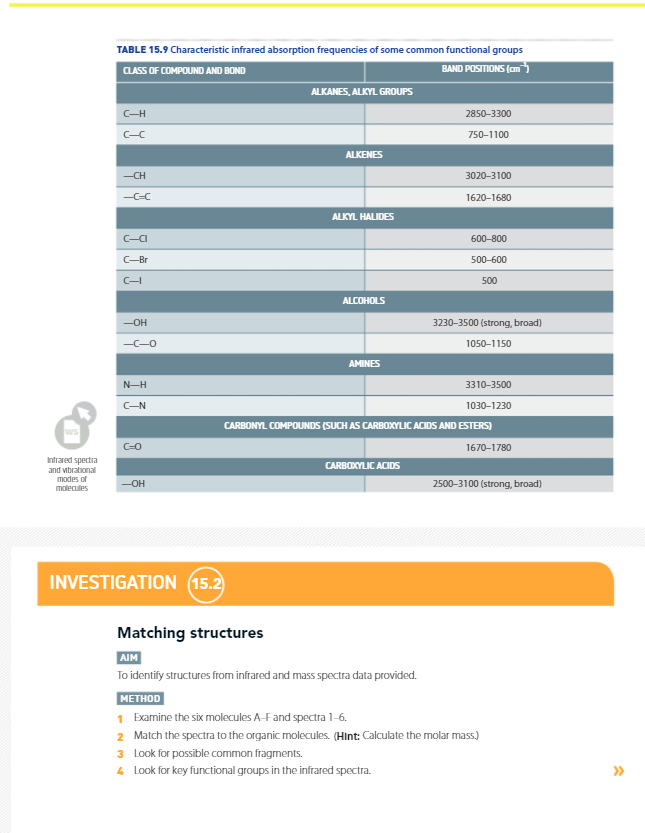 TABLE 15.9 Characteristic infrared absorption frequencies of some common functional groups
CLASS OF COMPOUND AND BOND BAND POSITIONS (cm⁻¹)
ALKANES, ALKYL GROUPS
C—H 2850–3300
C—C 750–1100
ALKENES
—CH 3020–3100
—C=C 1620–1680
ALKYL HALIDES
C—Cl 600–800
C—Br 500–600
C—I 500
ALCOHOLS
—OH 3230–3500 (strong, broad)
—C—O 1050–1150
AMINES
N—H 3310–3500
C—N 1030–1230
CARBONYL COMPOUNDS (SUCH AS CARBOXYLIC ACIDS AND ESTERS)
C=O 1670–1780
CARBOXYLIC ACIDS
—OH 2500–3100 (strong, broad)
WS
Infrared spectra
and vibrational
modes of
molecules
INVESTIGATION 15.2
Matching structures
AIM
To identify structures from infrared and mass spectra data provided.
METHOD
1 Examine the six molecules A–F and spectra 1–6.
2 Match the spectra to the organic molecules. (Hint: Calculate the molar mass.)
3 Look for possible common fragments.
4 Look for key functional groups in the infrared spectra.
»